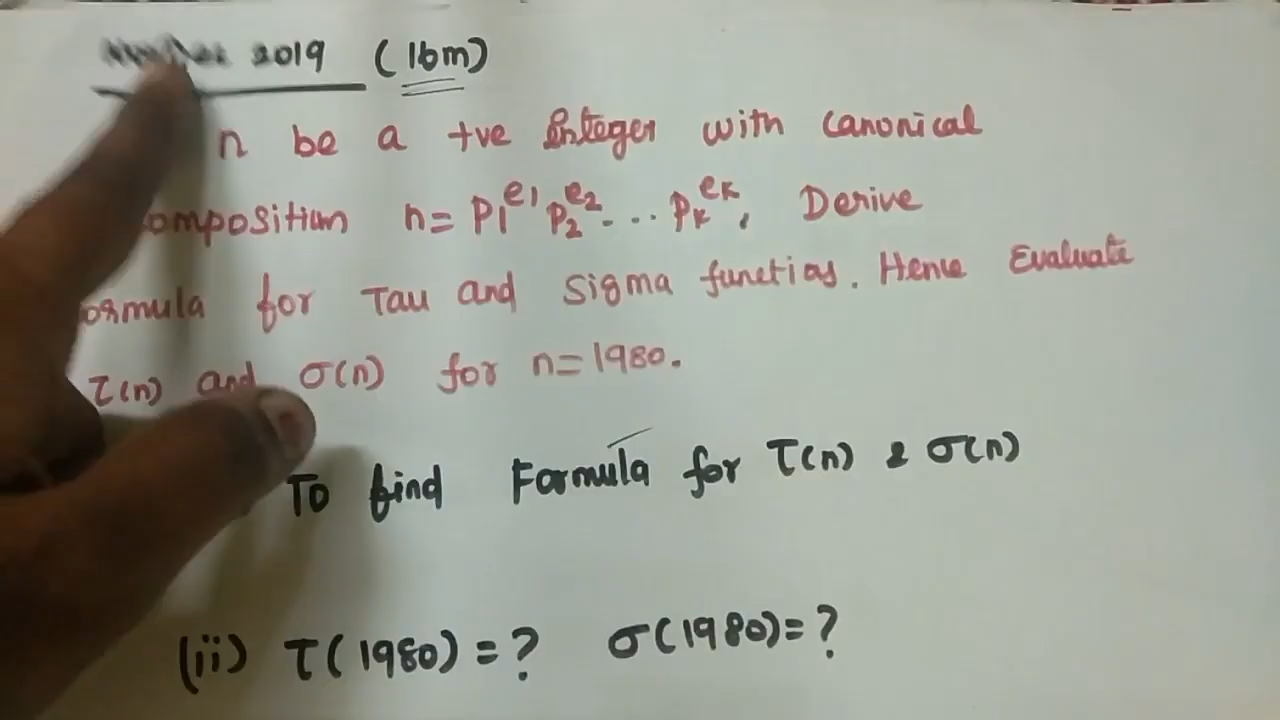 2019 (16m)
n be a +ve integer with canonical
omposition n= P1^e1 P2^e2 ... Pk^ek. Derive
ormula for Tau and Sigma functios. Hence Evaluate
τ(n) and σ(n) for n=1980.
To find Formula for τ(n) & σ(n)
(ii) τ(1980)=? σ(1980)=?